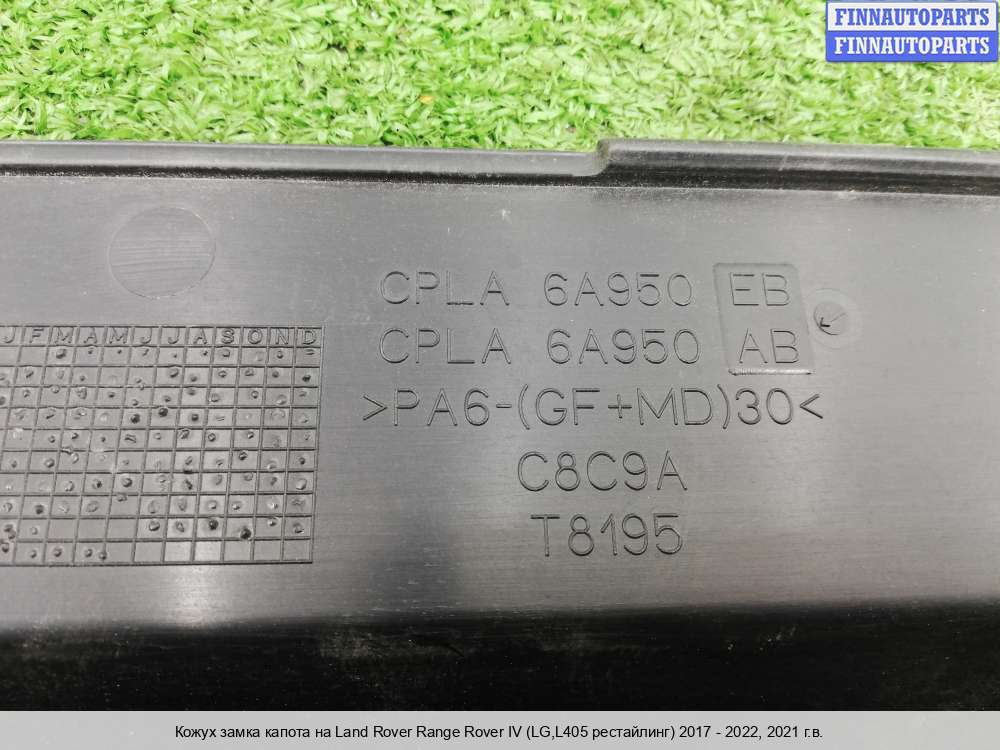 FINNAUTOPARTS
FINNAUTOPARTS
CPLA 6A950 EB
CPLA 6A950 AB
>PA6-(GF+MD)30<
C8C9A
T8195
J F M A M J J A S O N D
Кожух замка капота на Land Rover Range Rover IV (LG,L405 рестайлинг) 2017 - 2022, 2021 г.в.